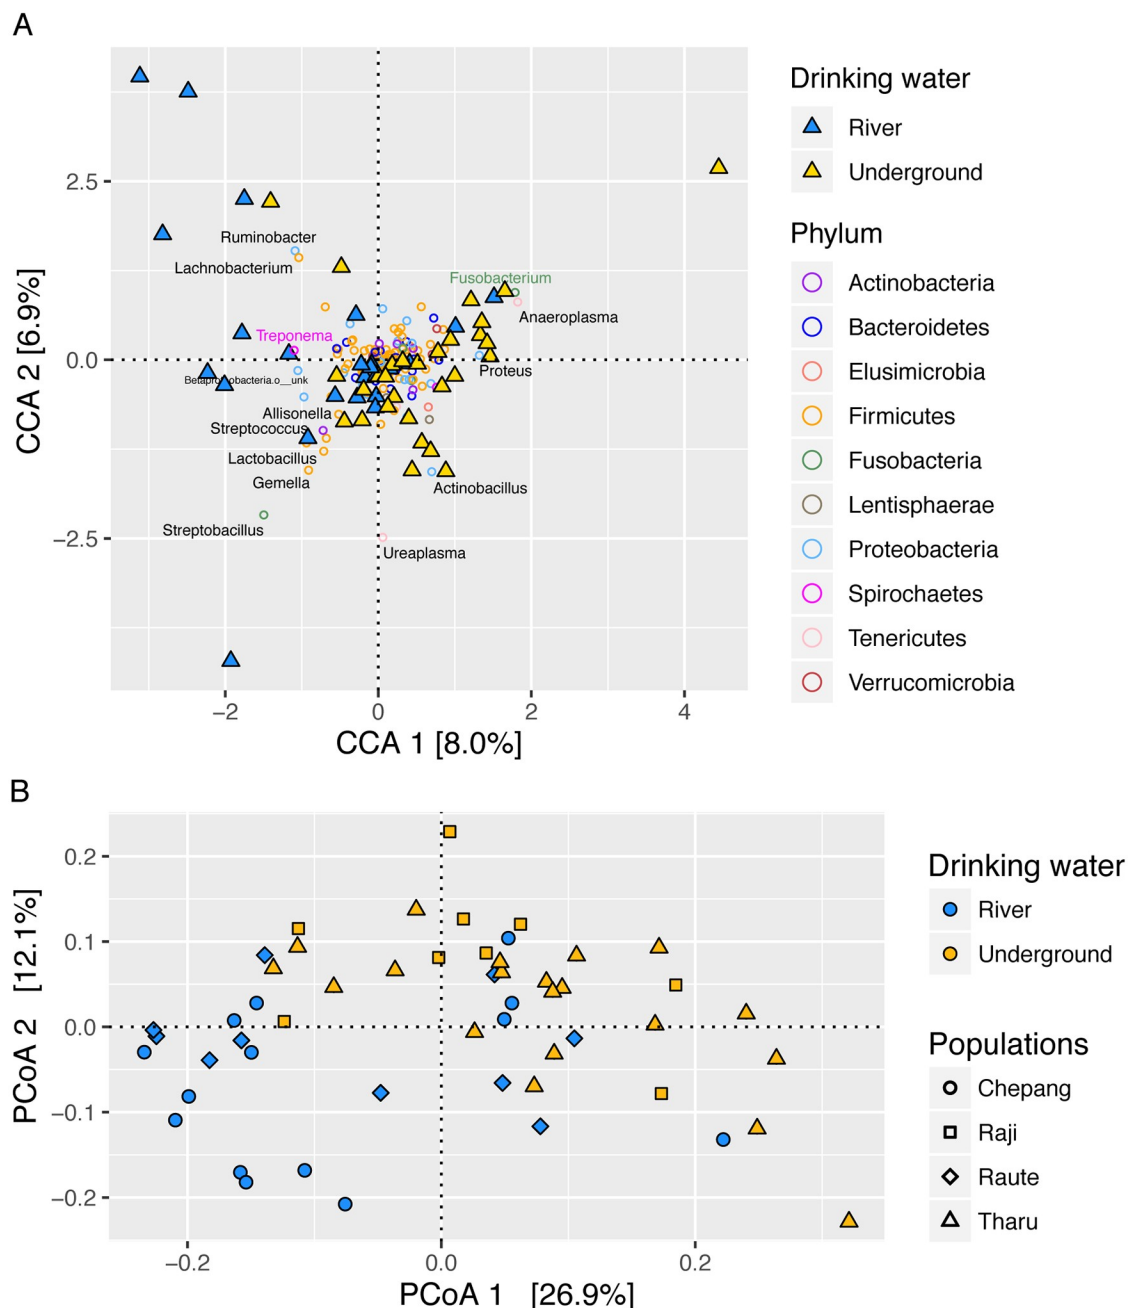 A
Drinking water
River
Underground
Phylum
Actinobacteria
Bacteroidetes
Elusimicrobia
Firmicutes
Fusobacteria
Lentisphaerae
Proteobacteria
Spirochaetes
Tenericutes
Verrucomicrobia
CCA 2 [6.9%]
2.5
0.0
−2.5
Ruminobacter
Lachnobacterium
Fusobacterium
Anaeroplasma
Treponema
Proteus
Betaproteobacteria.o__unk
Allisonella
Streptococcus
Lactobacillus
Gemella
Actinobacillus
Streptobacillus
Ureaplasma
−2
0
2
4
CCA 1 [8.0%]
B
PCoA 2 [12.1%]
0.2
0.1
0.0
−0.1
−0.2
−0.2
0.0
0.2
PCoA 1 [26.9%]
Drinking water
River
Underground
Populations
Chepang
Raji
Raute
Tharu